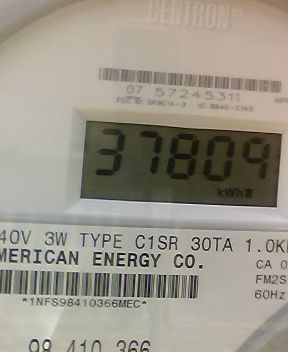 CENTRON®
07 57245311
37809
kWh
40V 3W TYPE C1SR 30TA 1.0K
MERICAN ENERGY CO.
CA 0
FM2S
60Hz
*1NFS98410366MEC*
98 410 366